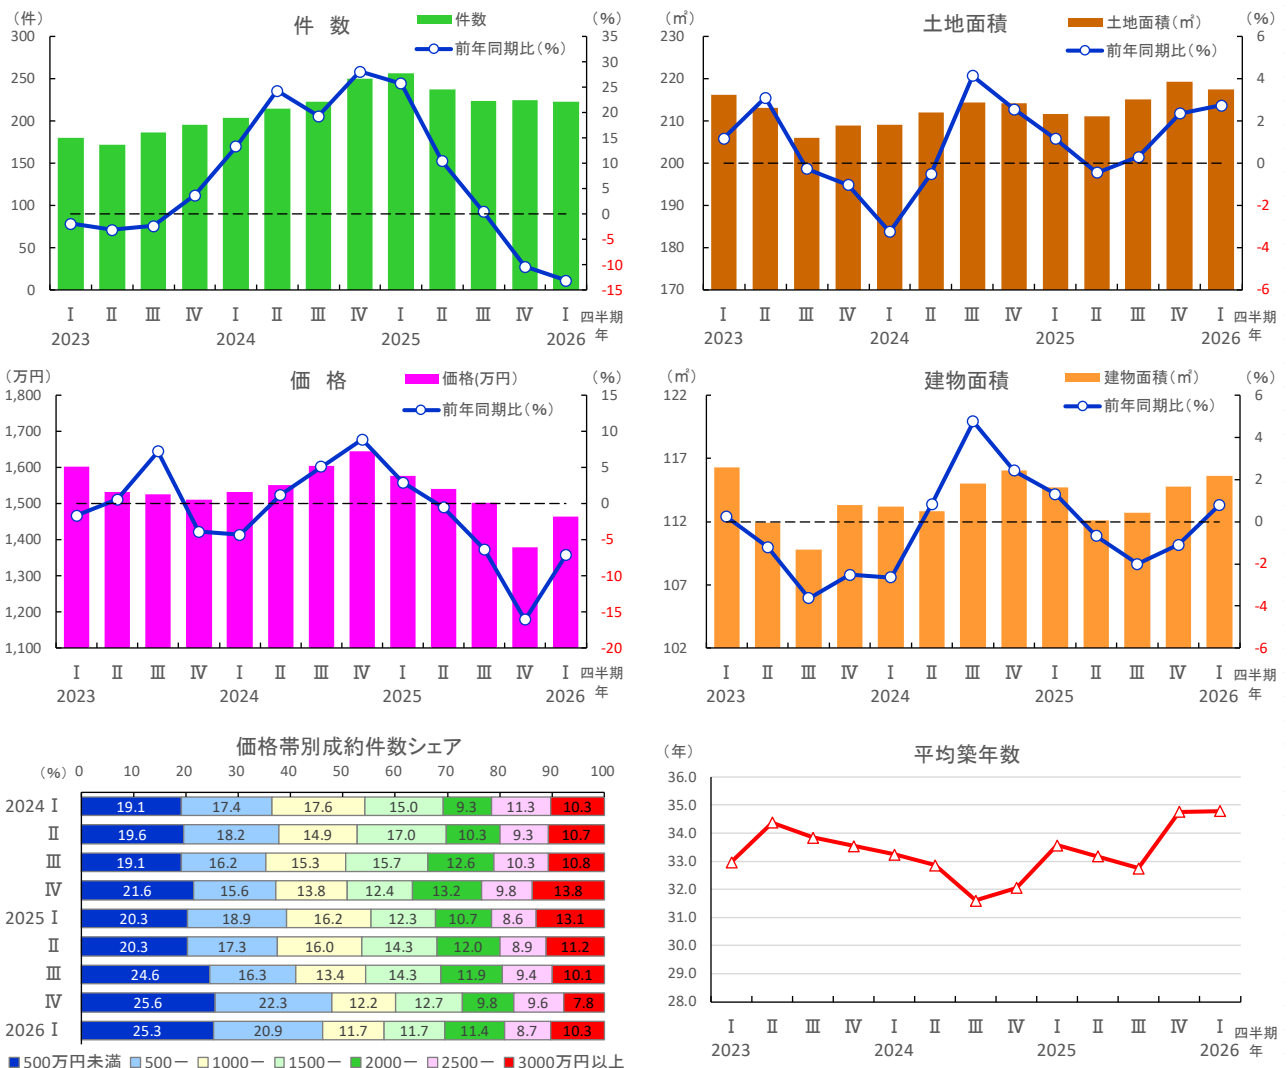 件 数
(件)
(%)
件数
前年同期比(%)
300
250
200
150
100
50
0
35
30
25
20
15
10
5
0
-5
-10
-15
Ⅰ Ⅱ Ⅲ Ⅳ Ⅰ Ⅱ Ⅲ Ⅳ Ⅰ Ⅱ Ⅲ Ⅳ Ⅰ 四半期
2023 2024 2025 2026 年
土地面積
(㎡)
(%)
土地面積(㎡)
前年同期比(%)
230
220
210
200
190
180
170
6
4
2
0
-2
-4
-6
Ⅰ Ⅱ Ⅲ Ⅳ Ⅰ Ⅱ Ⅲ Ⅳ Ⅰ Ⅱ Ⅲ Ⅳ Ⅰ 四半期
2023 2024 2025 2026 年
価 格
(万円)
(%)
価格(万円)
前年同期比(%)
1,800
1,700
1,600
1,500
1,400
1,300
1,200
1,100
15
10
5
0
-5
-10
-15
-20
Ⅰ Ⅱ Ⅲ Ⅳ Ⅰ Ⅱ Ⅲ Ⅳ Ⅰ Ⅱ Ⅲ Ⅳ Ⅰ 四半期
2023 2024 2025 2026 年
建物面積
(㎡)
(%)
建物面積(㎡)
前年同期比(%)
122
117
112
107
102
6
4
2
0
-2
-4
-6
Ⅰ Ⅱ Ⅲ Ⅳ Ⅰ Ⅱ Ⅲ Ⅳ Ⅰ Ⅱ Ⅲ Ⅳ Ⅰ 四半期
2023 2024 2025 2026 年
価格帯別成約件数シェア
(%) 0 10 20 30 40 50 60 70 80 90 100
2024 Ⅰ 19.1 17.4 17.6 15.0 9.3 11.3 10.3
Ⅱ 19.6 18.2 14.9 17.0 10.3 9.3 10.7
Ⅲ 19.1 16.2 15.3 15.7 12.6 10.3 10.8
Ⅳ 21.6 15.6 13.8 12.4 13.2 9.8 13.8
2025 Ⅰ 20.3 18.9 16.2 12.3 10.7 8.6 13.1
Ⅱ 20.3 17.3 16.0 14.3 12.0 8.9 11.2
Ⅲ 24.6 16.3 13.4 14.3 11.9 9.4 10.1
Ⅳ 25.6 22.3 12.2 12.7 9.8 9.6 7.8
2026 Ⅰ 25.3 20.9 11.7 11.7 11.4 8.7 10.3
500万円未満 500ー 1000ー 1500ー 2000ー 2500ー 3000万円以上
平均築年数
(年)
36.0
35.0
34.0
33.0
32.0
31.0
30.0
29.0
28.0
Ⅰ Ⅱ Ⅲ Ⅳ Ⅰ Ⅱ Ⅲ Ⅳ Ⅰ Ⅱ Ⅲ Ⅳ Ⅰ 四半期
2023 2024 2025 2026 年